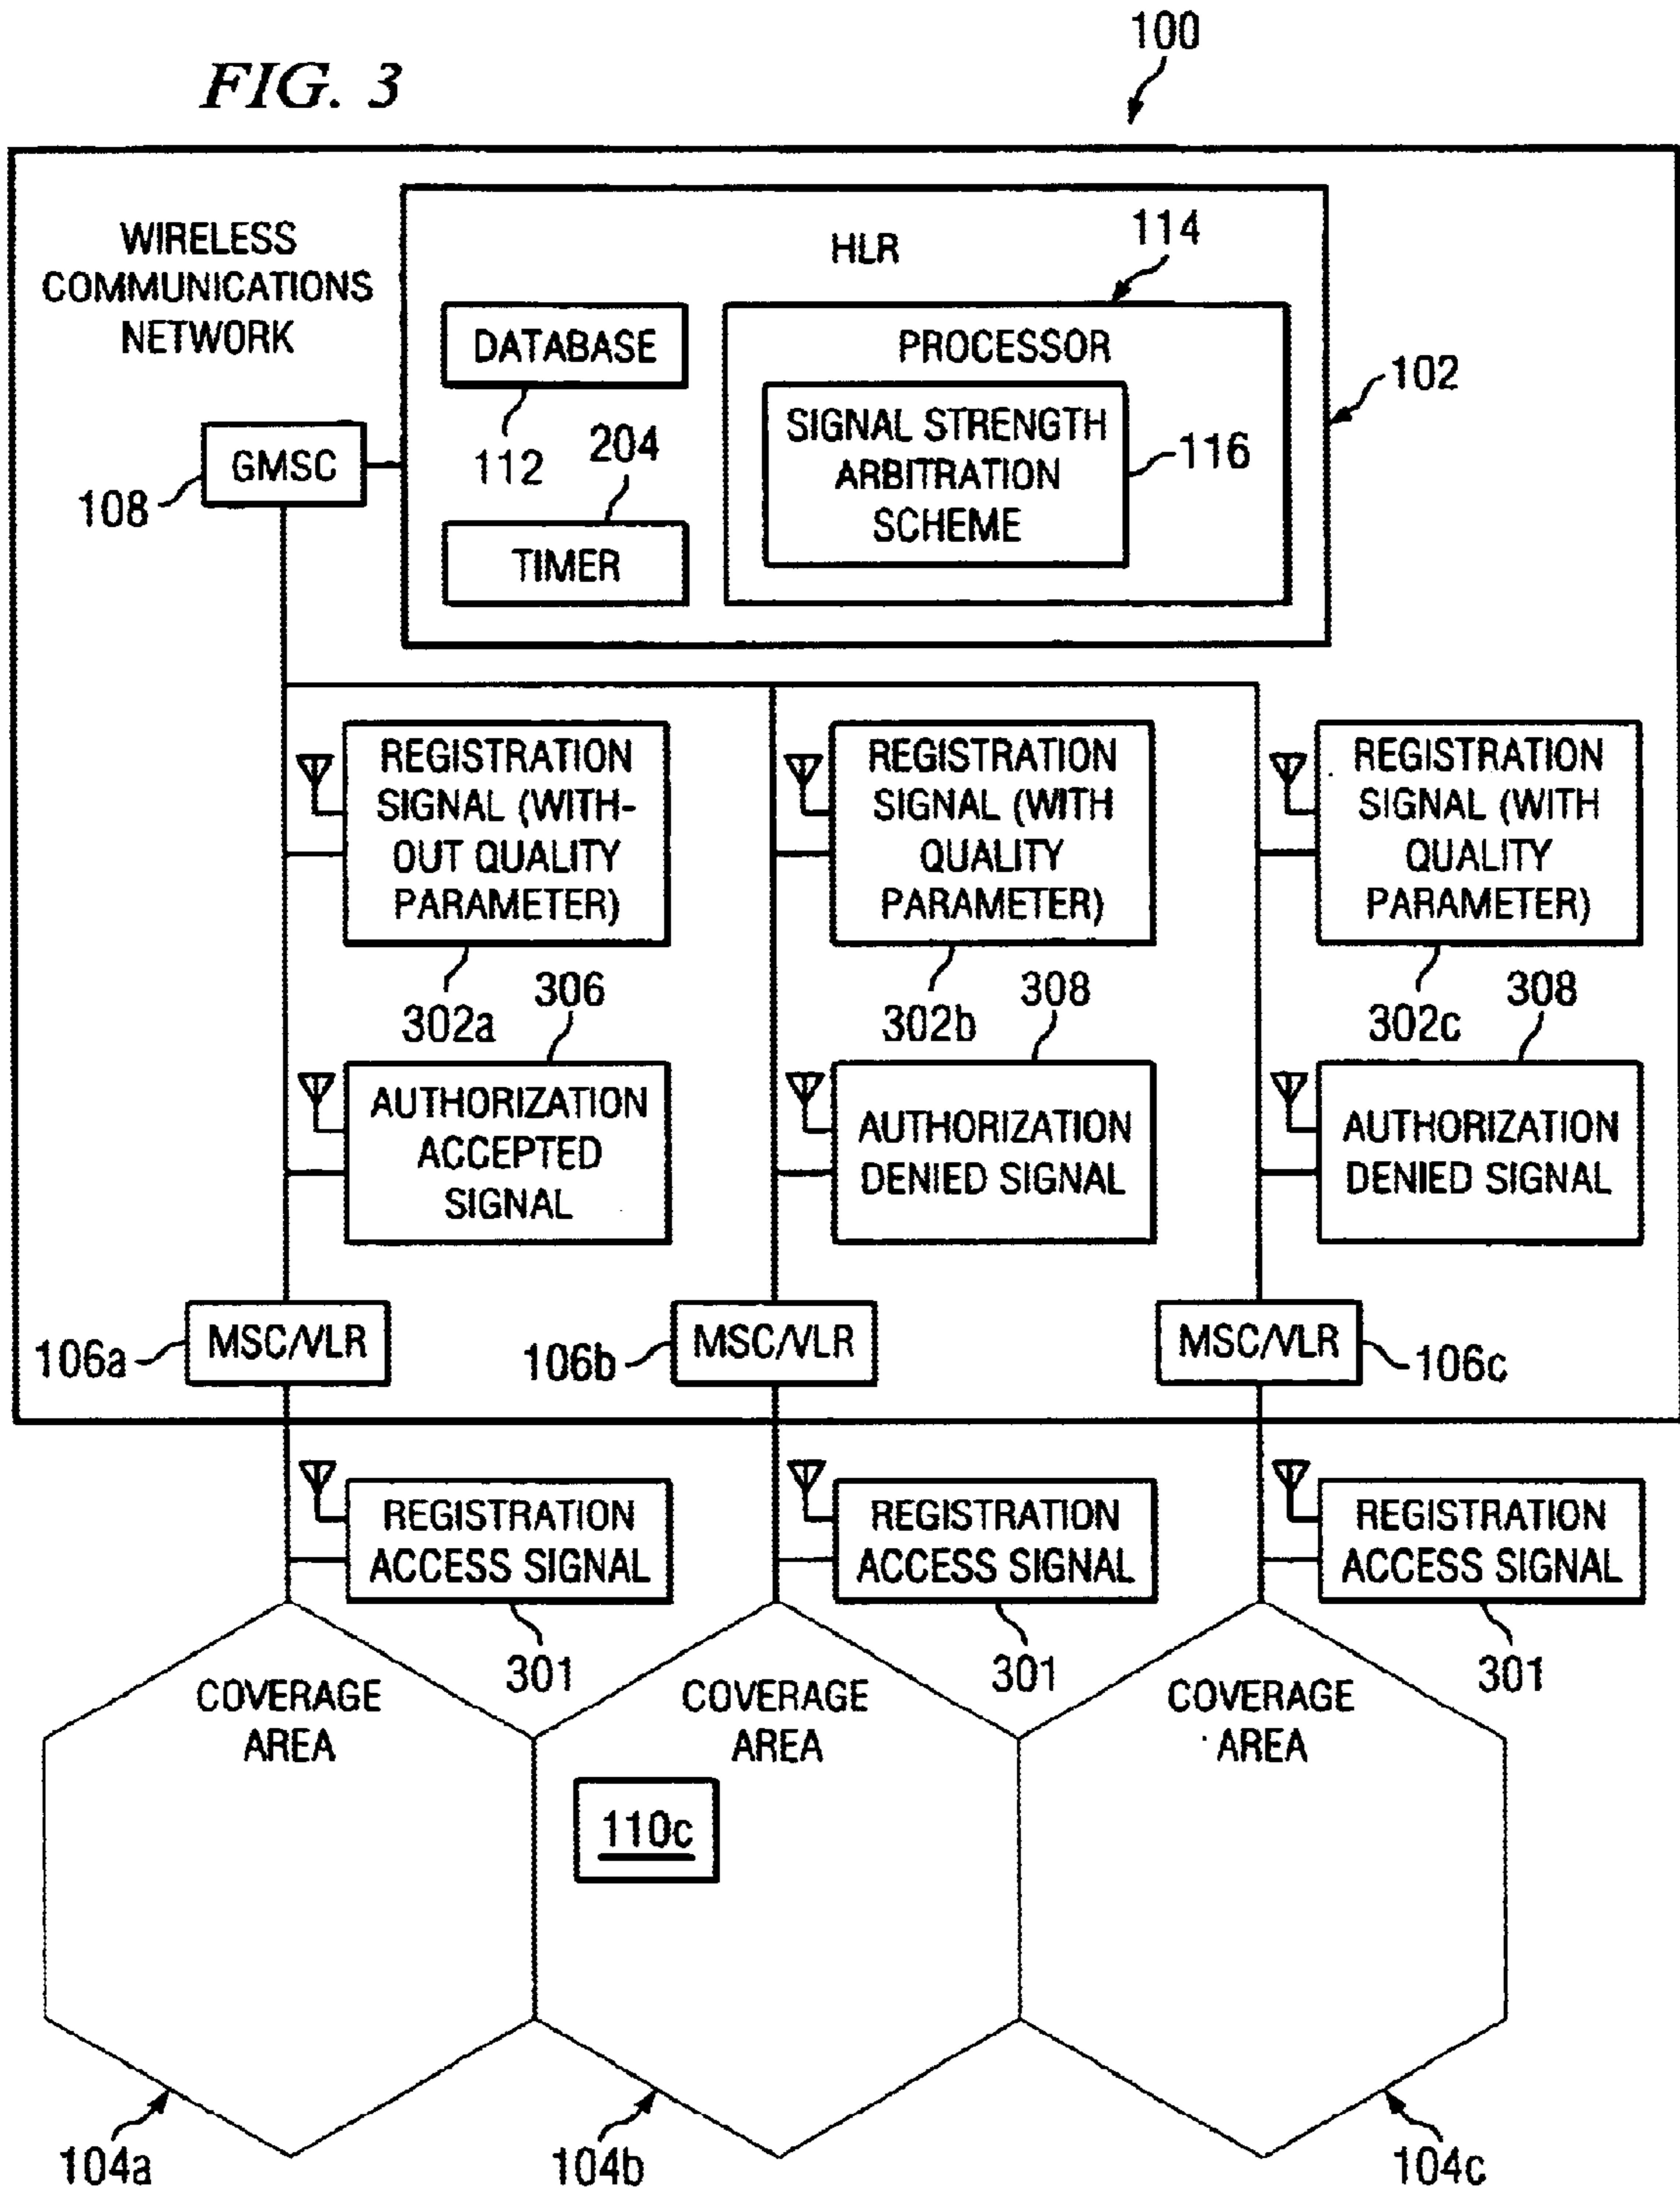 FIG. 3
100
WIRELESS
COMMUNICATIONS
NETWORK
HLR
114
DATABASE
PROCESSOR
102
SIGNAL STRENGTH
ARBITRATION
SCHEME
116
GMSC
108
112
204
TIMER
REGISTRATION
SIGNAL (WITH-
OUT QUALITY
PARAMETER)
REGISTRATION
SIGNAL (WITH
QUALITY
PARAMETER)
REGISTRATION
SIGNAL (WITH
QUALITY
PARAMETER)
302a
306
302b
308
302c
308
AUTHORIZATION
ACCEPTED
SIGNAL
AUTHORIZATION
DENIED SIGNAL
AUTHORIZATION
DENIED SIGNAL
106a
MSC/VLR
106b
MSC/VLR
MSC/VLR
106c
REGISTRATION
ACCESS SIGNAL
REGISTRATION
ACCESS SIGNAL
REGISTRATION
ACCESS SIGNAL
301
301
301
COVERAGE
AREA
COVERAGE
AREA
COVERAGE
AREA
110c
104a
104b
104c